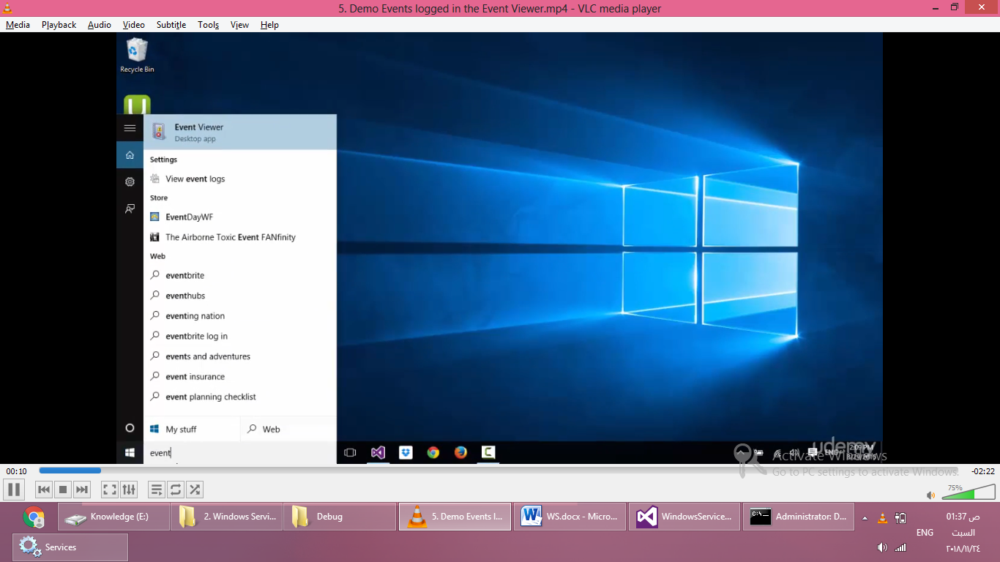 5. Demo Events logged in the Event Viewer.mp4 - VLC media player
Media Playback Audio Video Subtitle Tools View Help
Recycle Bin
Event Viewer
Desktop app
Settings
View event logs
Store
EventDayWF
The Airborne Toxic Event FANfinity
Web
eventbrite
eventhubs
eventing nation
eventbrite log in
events and adventures
event insurance
event planning checklist
My stuff Web
event
udemy
2:09 PM
Activate Windows
Go to PC settings to activate Windows.
00:10 -02:22
75%
Knowledge (E:) 2. Windows Servi... Debug 5. Demo Events l... WS.docx - Micro... WindowsService... Administrator: D...
Services
ENG
01:37 ص
السبت
٢٠١٨/١١/٢٤